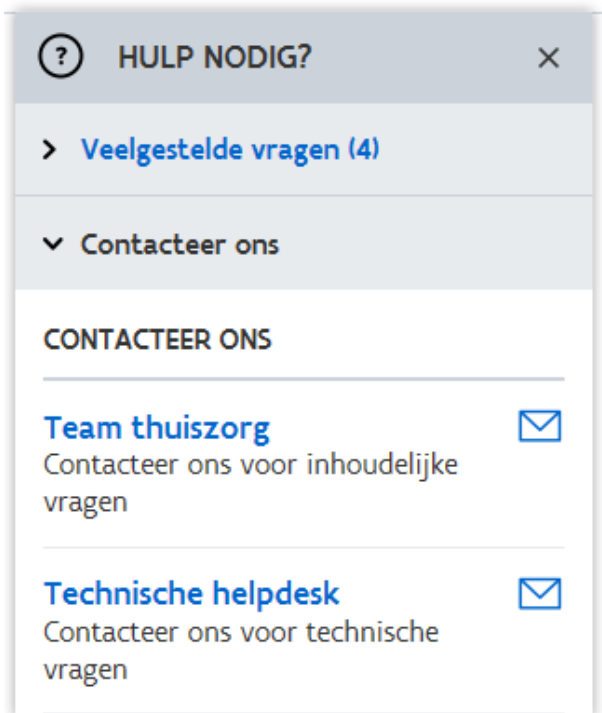 HULP NODIG?
Veelgestelde vragen (4)
Contacteer ons
CONTACTEER ONS
Team thuiszorg
Contacteer ons voor inhoudelijke
vragen
Technische helpdesk
Contacteer ons voor technische
vragen